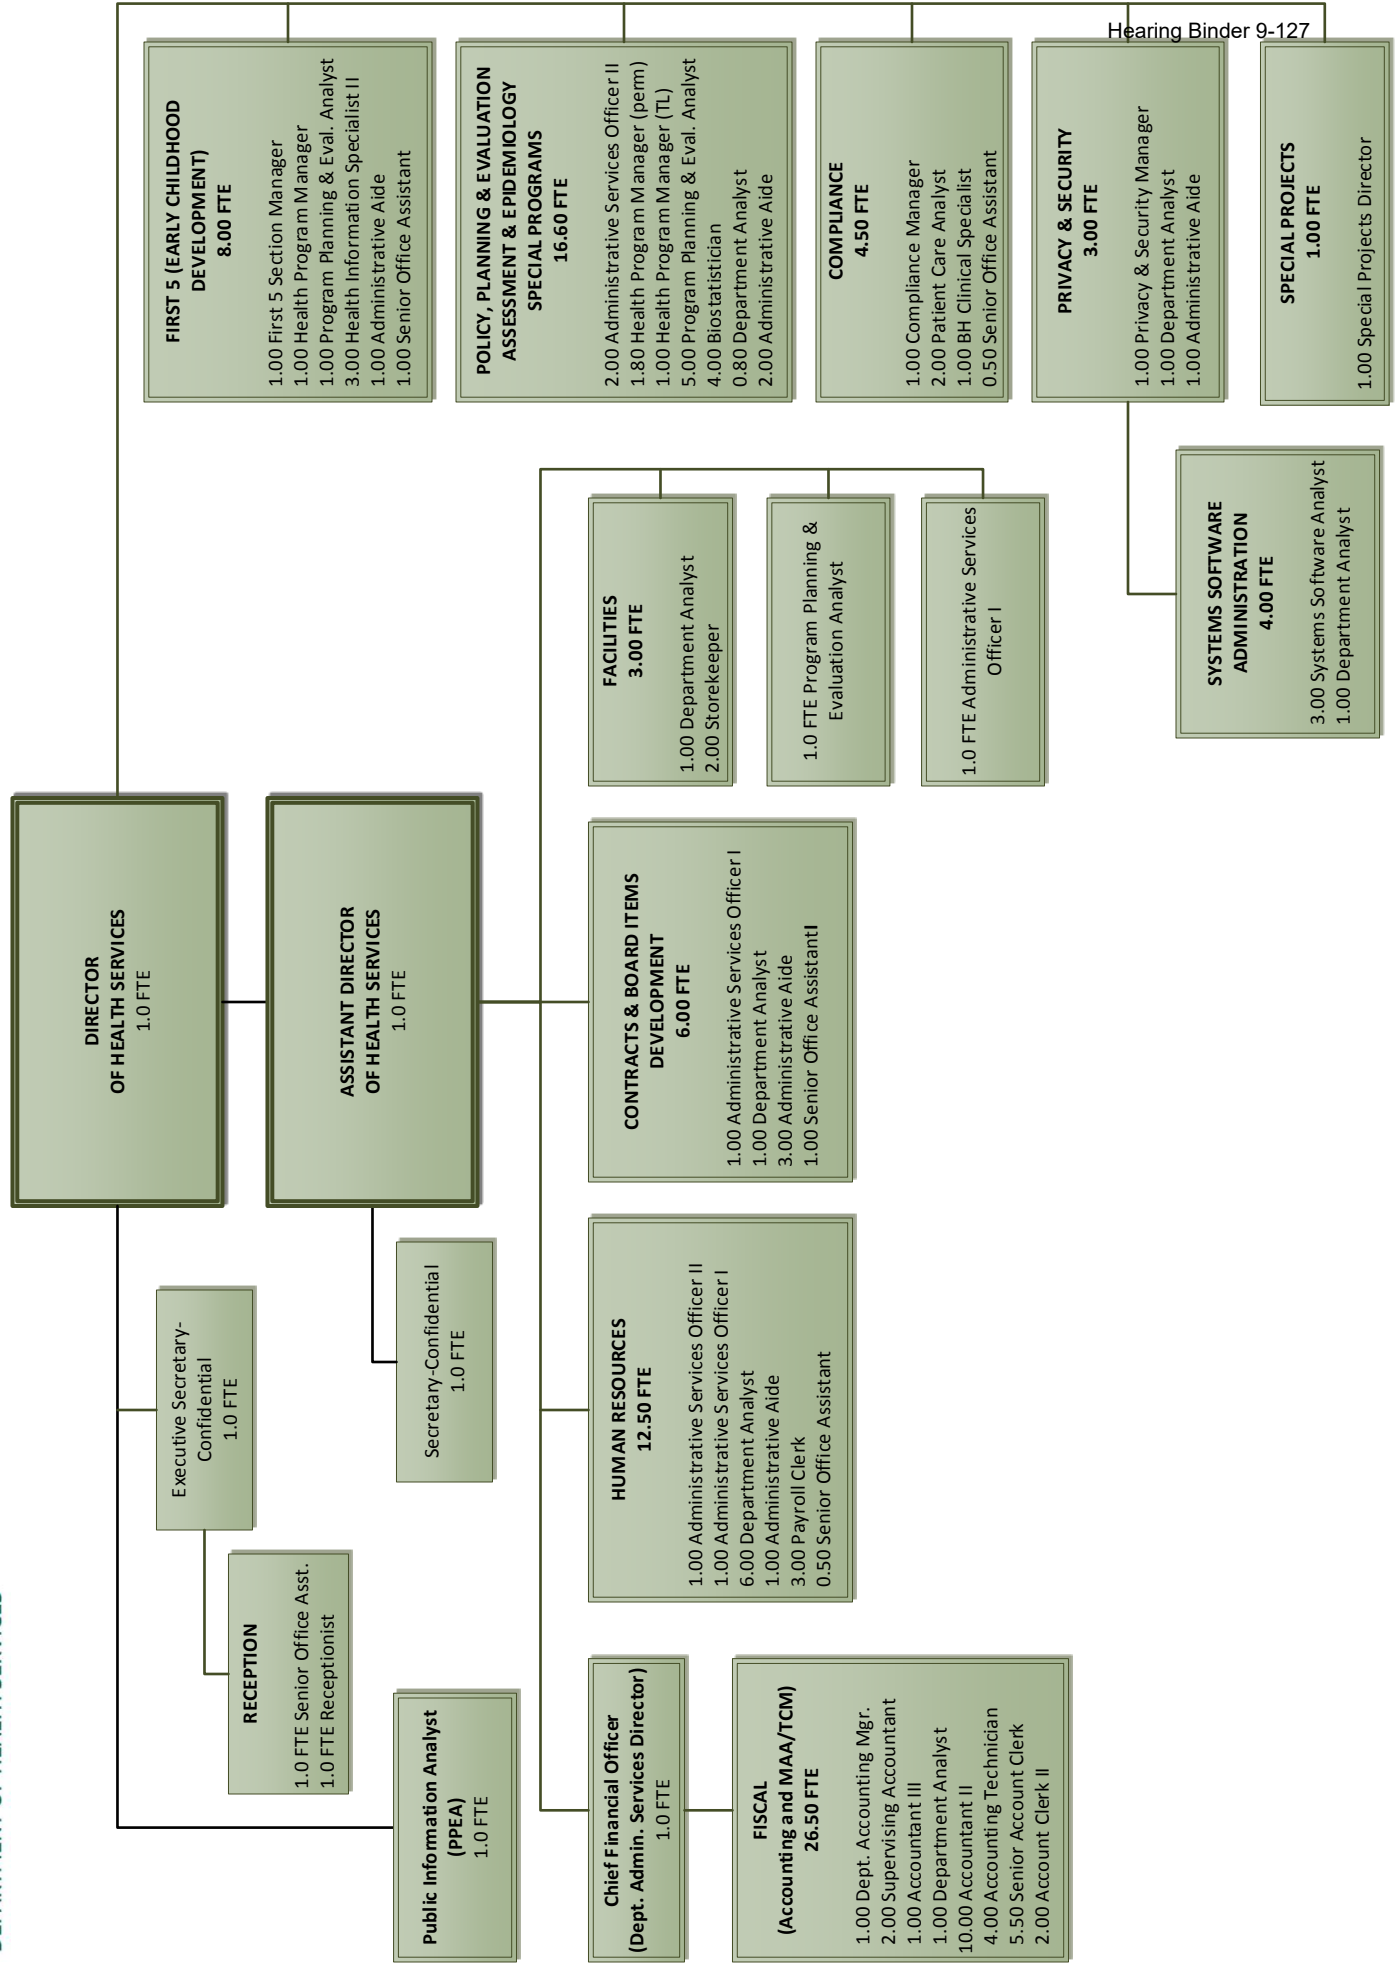 Hearing Binder 9-127
DIRECTOR
OF HEALTH SERVICES
1.0 FTE
ASSISTANT DIRECTOR
OF HEALTH SERVICES
1.0 FTE
Executive Secretary-
Confidential
1.0 FTE
RECEPTION
1.0 FTE Senior Office Asst.
1.0 FTE Receptionist
Public Information Analyst
(PPEA)
1.0 FTE
Secretary-Confidential
1.0 FTE
Chief Financial Officer
(Dept. Admin. Services Director)
1.0 FTE
FISCAL
(Accounting and MAA/TCM)
26.50 FTE
1.00 Dept. Accounting Mgr.
2.00 Supervising Accountant
1.00 Accountant III
1.00 Department Analyst
10.00 Accountant II
4.00 Accounting Technician
5.50 Senior Account Clerk
2.00 Account Clerk II
HUMAN RESOURCES
12.50 FTE
1.00 Administrative Services Officer II
1.00 Administrative Services Officer I
6.00 Department Analyst
1.00 Administrative Aide
3.00 Payroll Clerk
0.50 Senior Office Assistant
CONTRACTS & BOARD ITEMS
DEVELOPMENT
6.00 FTE
1.00 Administrative Services Officer I
1.00 Department Analyst
3.00 Administrative Aide
1.00 Senior Office AssistantI
FACILITIES
3.00 FTE
1.00 Department Analyst
2.00 Storekeeper
1.0 FTE Program Planning &
Evaluation Analyst
1.0 FTE Administrative Services
Officer I
FIRST 5 (EARLY CHILDHOOD
DEVELOPMENT)
8.00 FTE
1.00 First 5 Section Manager
1.00 Health Program Manager
1.00 Program Planning & Eval. Analyst
3.00 Health Information Specialist II
1.00 Administrative Aide
1.00 Senior Office Assistant
POLICY, PLANNING & EVALUATION
ASSESSMENT & EPIDEMIOLOGY
SPECIAL PROGRAMS
16.60 FTE
2.00 Administrative Services Officer II
1.80 Health Program Manager (perm)
1.00 Health Program Manager (TL)
5.00 Program Planning & Eval. Analyst
4.00 Biostatistician
0.80 Department Analyst
2.00 Administrative Aide
COMPLIANCE
4.50 FTE
1.00 Compliance Manager
2.00 Patient Care Analyst
1.00 BH Clinical Specialist
0.50 Senior Office Assistant
PRIVACY & SECURITY
3.00 FTE
1.00 Privacy & Security Manager
1.00 Department Analyst
1.00 Administrative Aide
SYSTEMS SOFTWARE
ADMINISTRATION
4.00 FTE
3.00 Systems Software Analyst
1.00 Department Analyst
SPECIAL PROJECTS
1.00 FTE
1.00 Special Projects Director